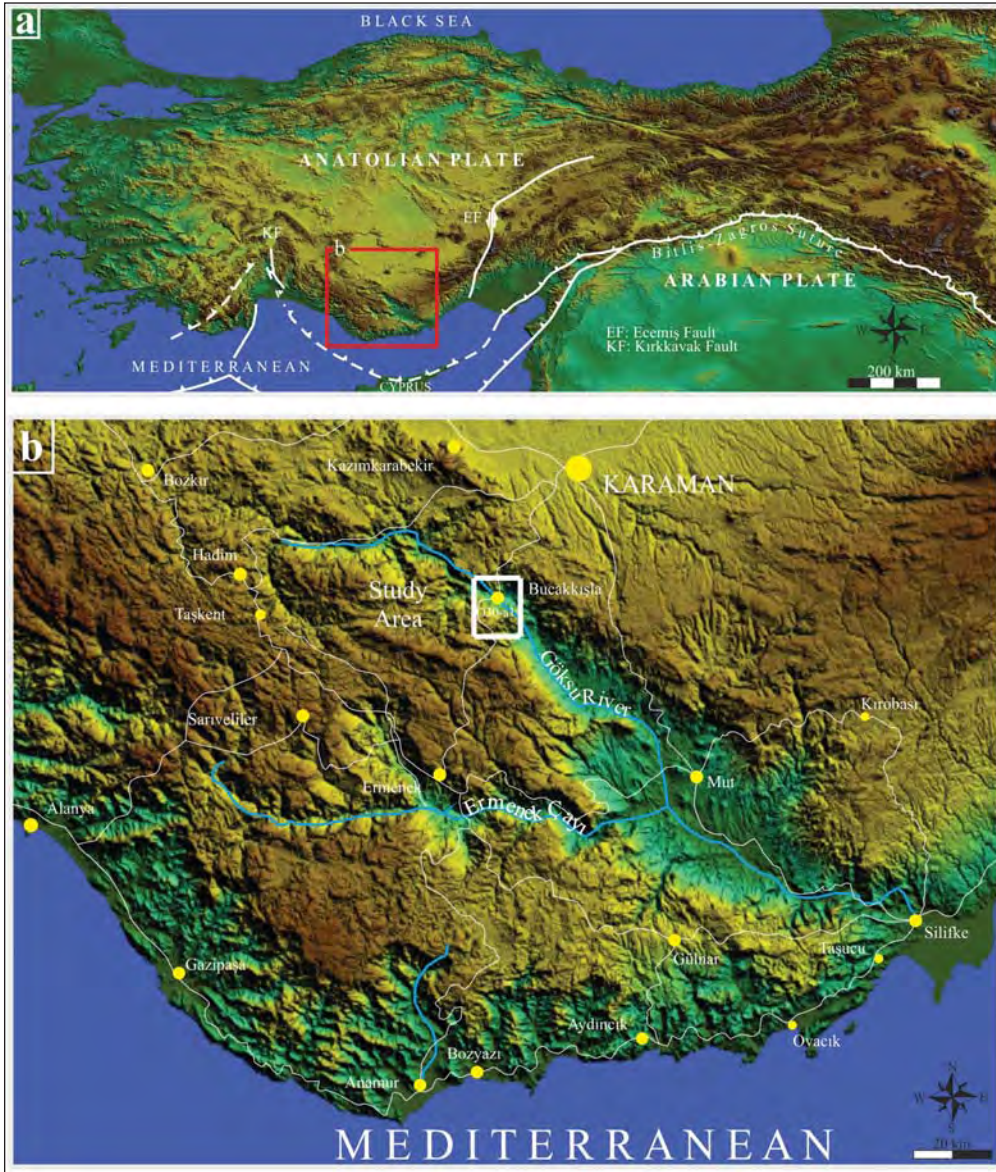 a
BLACK SEA
ANATOLIAN PLATE
EF
KF
b
Bitlis-Zagros Suture
ARABIAN PLATE
EF: Ecemiş Fault
KF: Kırkkavak Fault
W E
MEDITERRANEAN
CYPRUS
200 km
b
Kazımkarabekir
Bozkır
KARAMAN
Hadim
Study
Area
Bucakkışla
Taşkent
Göksu River
Sarıveliler
Kırobası
Ermenek
Mut
Ermenek Çayı
Alanya
Silifke
Gülnar
Taşucu
Gazipaşa
Aydıncık
Ovacık
Bozyazı
Anamur
N
W E
S
20 km
MEDITERRANEAN